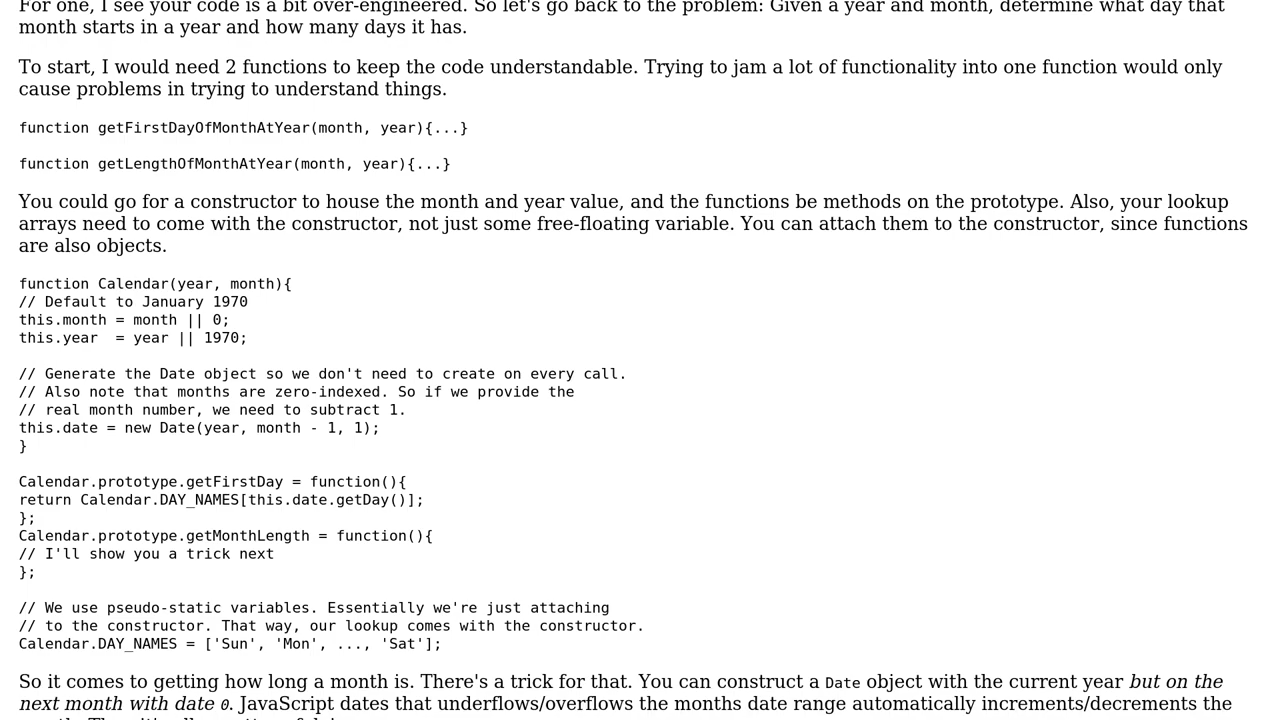 For one, I see your code is a bit over-engineered. So let's go back to the problem: Given a year and month, determine what day that
month starts in a year and how many days it has.
To start, I would need 2 functions to keep the code understandable. Trying to jam a lot of functionality into one function would only
cause problems in trying to understand things.
function getFirstDayOfMonthAtYear(month, year){...}
function getLengthOfMonthAtYear(month, year){...}
You could go for a constructor to house the month and year value, and the functions be methods on the prototype. Also, your lookup
arrays need to come with the constructor, not just some free-floating variable. You can attach them to the constructor, since functions
are also objects.
function Calendar(year, month){
// Default to January 1970
this.month = month || 0;
this.year  = year || 1970;
// Generate the Date object so we don't need to create on every call.
// Also note that months are zero-indexed. So if we provide the
// real month number, we need to subtract 1.
this.date = new Date(year, month - 1, 1);
}
Calendar.prototype.getFirstDay = function(){
return Calendar.DAY_NAMES[this.date.getDay()];
};
Calendar.prototype.getMonthLength = function(){
// I'll show you a trick next
};
// We use pseudo-static variables. Essentially we're just attaching
// to the constructor. That way, our lookup comes with the constructor.
Calendar.DAY_NAMES = ['Sun', 'Mon', ..., 'Sat'];
So it comes to getting how long a month is. There's a trick for that. You can construct a Date object with the current year but on the
next month with date 0. JavaScript dates that underflows/overflows the months date range automatically increments/decrements the